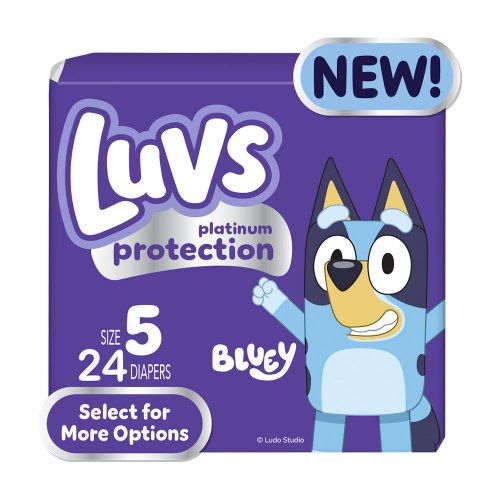 NEW!
Luvs
platinum
protection
SIZE 5
24 DIAPERS
BLUEY
Select for
More Options
© Ludo Studio